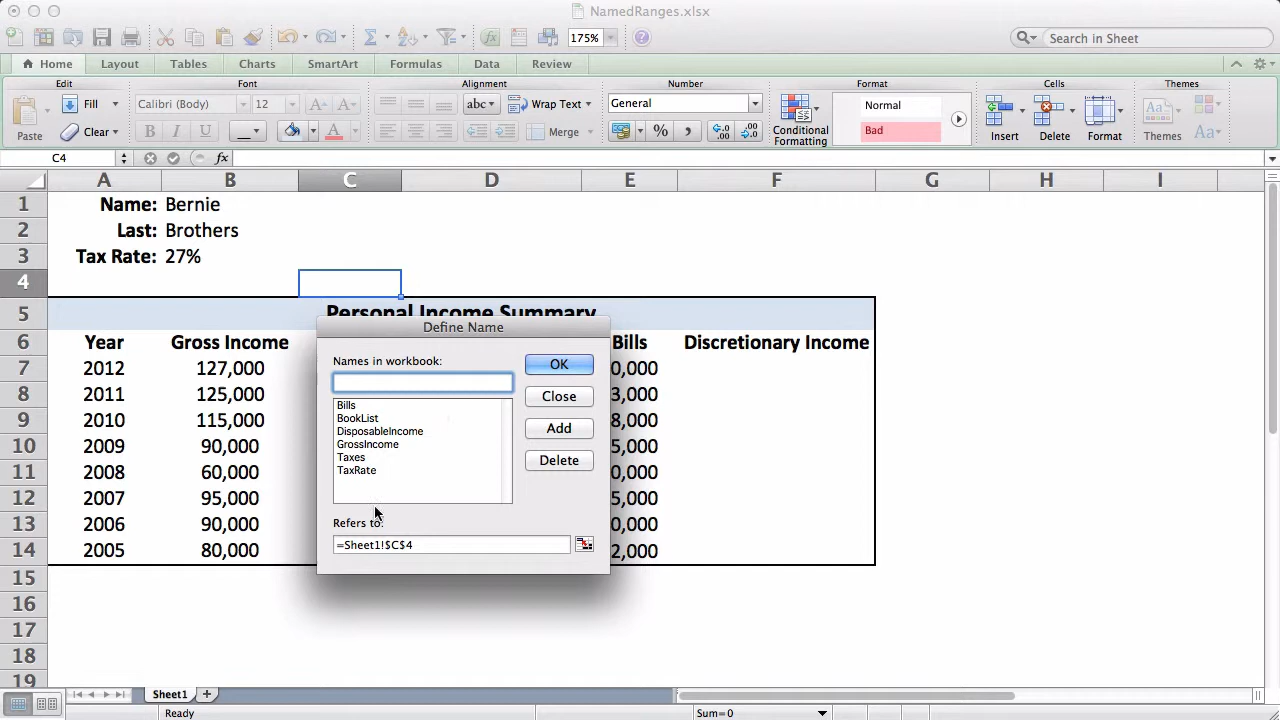 NamedRanges.xlsx
175%
Search in Sheet
Home Layout Tables Charts SmartArt Formulas Data Review
Edit Font Alignment Number Format Cells Themes
Paste Fill Clear
Calibri (Body) 12
A A
B I U A
abc Wrap Text
Merge
General
% ,
Conditional Formatting
Normal
Bad
Insert Delete Format
Themes Aa
C4 fx
A B C D E F G H I
1 Name: Bernie
2 Last: Brothers
3 Tax Rate: 27%
4
5 Personal Income Summary
6 Year Gross Income Bills Discretionary Income
7 2012 127,000 0,000
8 2011 125,000 3,000
9 2010 115,000 8,000
10 2009 90,000 5,000
11 2008 60,000 0,000
12 2007 95,000 5,000
13 2006 90,000 0,000
14 2005 80,000 2,000
15
16
17
18
19
Define Name
Names in workbook:
OK
Close
Add
Delete
Bills
BookList
DisposableIncome
GrossIncome
Taxes
TaxRate
Refers to:
=Sheet1!$C$4
Sheet1
Ready Sum=0